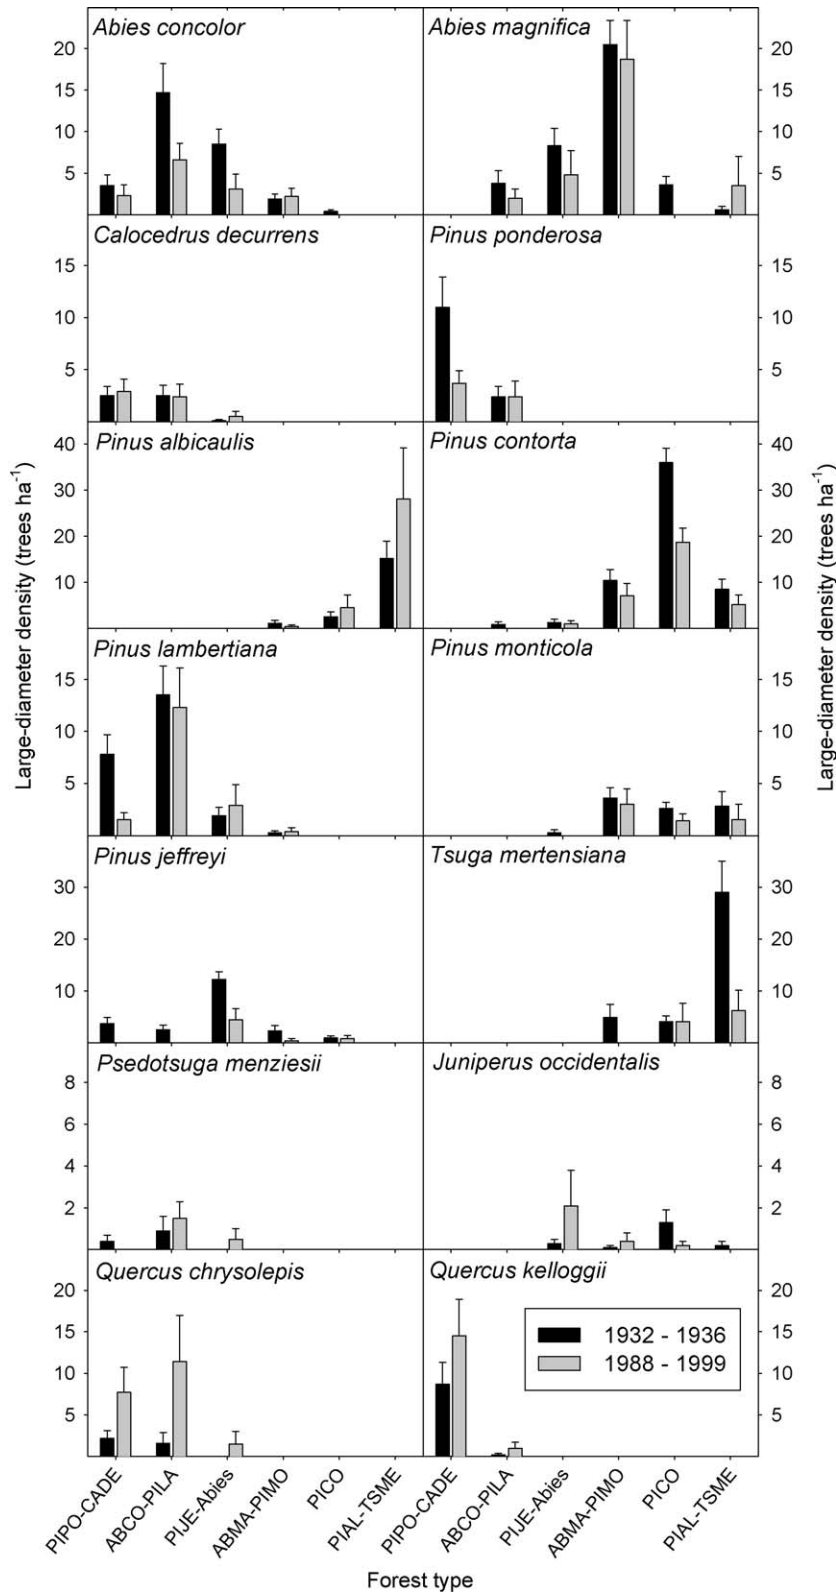 Abies concolor
Abies magnifica
20
15
10
5
20
15
10
5
Calocedrus decurrens
Pinus ponderosa
15
10
5
15
10
5
Pinus albicaulis
Pinus contorta
40
30
20
10
40
30
20
10
Pinus lambertiana
Pinus monticola
15
10
5
15
10
5
Pinus jeffreyi
Tsuga mertensiana
30
20
10
30
20
10
Psedotsuga menziesii
Juniperus occidentalis
8
6
4
2
8
6
4
2
Quercus chrysolepis
Quercus kelloggii
20
15
10
5
20
15
10
5
1932 - 1936
1988 - 1999
Large-diameter density (trees ha⁻¹)
Large-diameter density (trees ha⁻¹)
PIPO-CADE
ABCO-PILA
PIJE-Abies
ABMA-PIMO
PICO
PIAL-TSME
PIPO-CADE
ABCO-PILA
PIJE-Abies
ABMA-PIMO
PICO
PIAL-TSME
Forest type